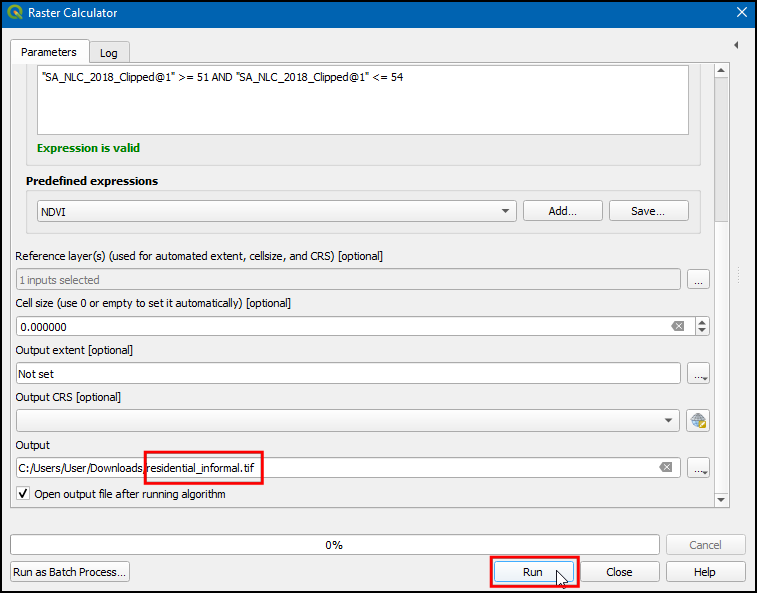 Raster Calculator
Parameters
Log
"SA_NLC_2018_Clipped@1" >= 51 AND "SA_NLC_2018_Clipped@1" <= 54
Expression is valid
Predefined expressions
NDVI
Add...
Save...
Reference layer(s) (used for automated extent, cellsize, and CRS) [optional]
1 inputs selected
...
Cell size (use 0 or empty to set it automatically) [optional]
0.000000
Output extent [optional]
Not set
...
Output CRS [optional]
Output
C:/Users/User/Downloads/residential_informal.tif
...
Open output file after running algorithm
0%
Cancel
Run as Batch Process...
Run
Close
Help